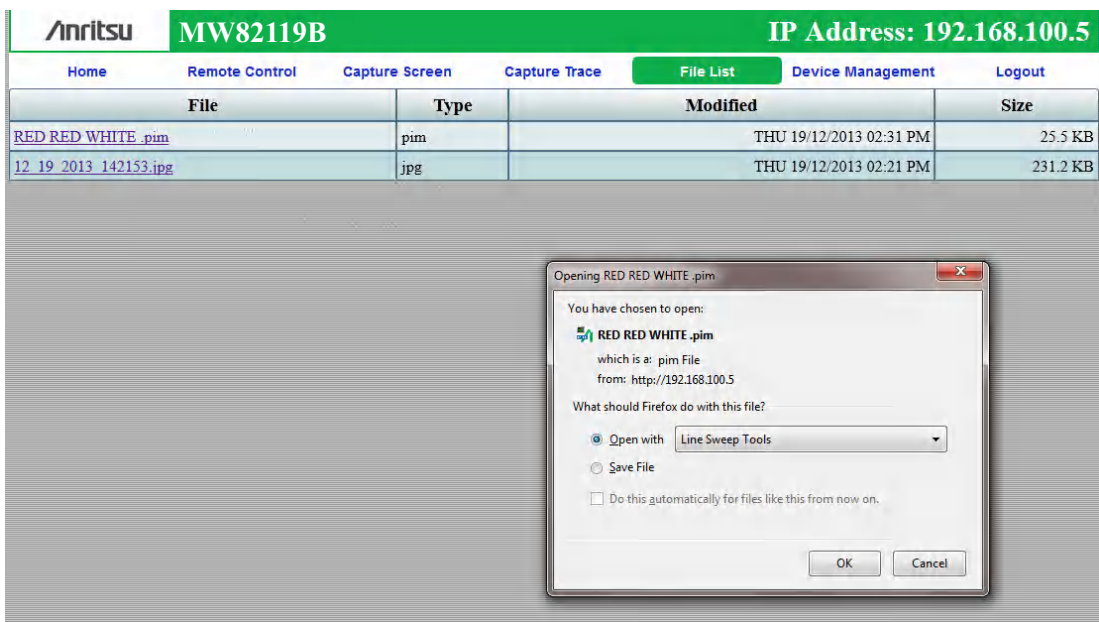 Anritsu MW82119B IP Address: 192.168.100.5
Home Remote Control Capture Screen Capture Trace File List Device Management Logout
File Type Modified Size
RED RED WHITE .pim pim THU 19/12/2013 02:31 PM 25.5 KB
12_19_2013_142153.jpg jpg THU 19/12/2013 02:21 PM 231.2 KB
Opening RED RED WHITE .pim
You have chosen to open:
RED RED WHITE .pim
which is a: pim File
from: http://192.168.100.5
What should Firefox do with this file?
Open with Line Sweep Tools
Save File
Do this automatically for files like this from now on.
OK Cancel